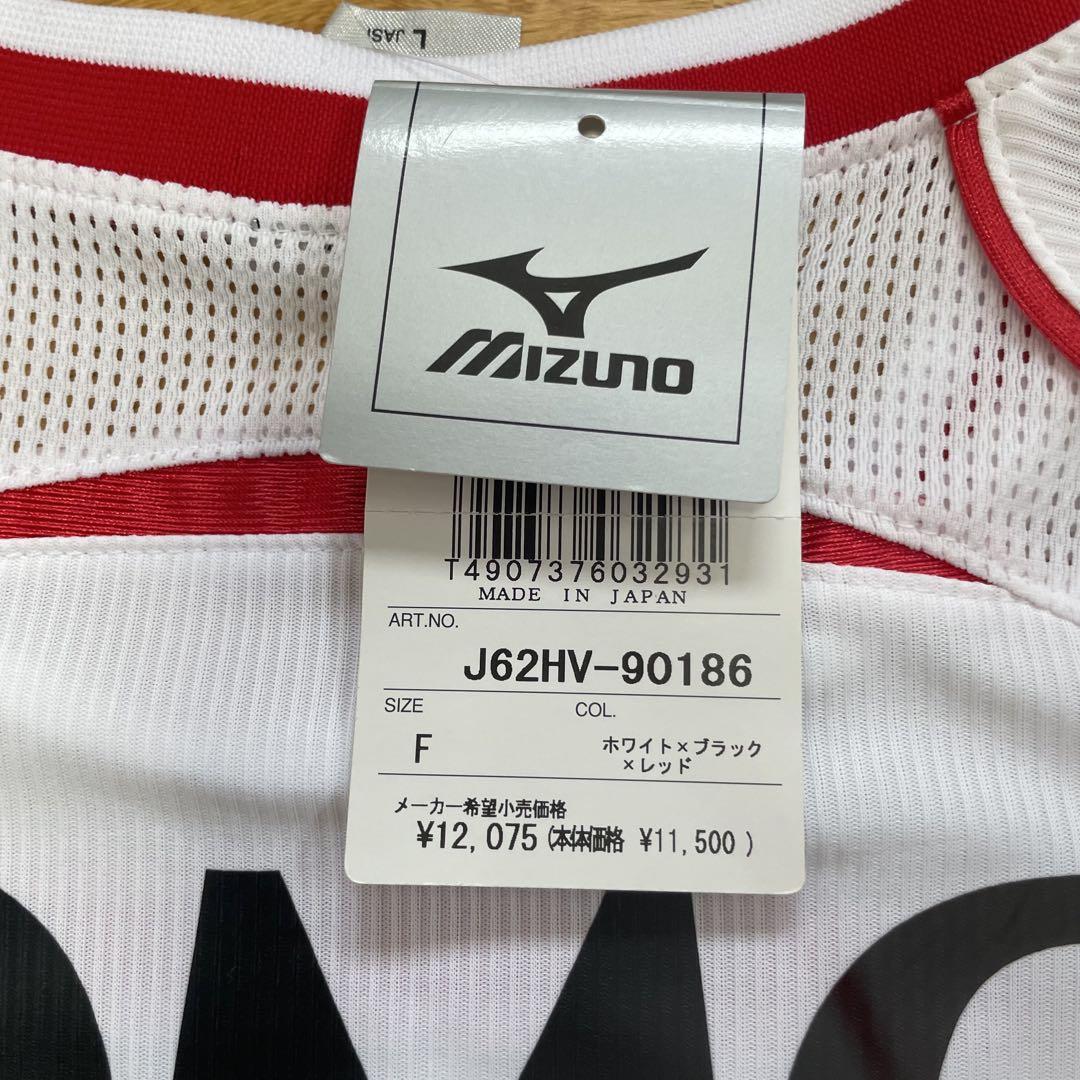 L JASP
MIZUNO
T4907376032931
MADE IN JAPAN
ART.NO.
J62HV-90186
SIZE
COL.
F
ホワイト×ブラック
×レッド
メーカー希望小売価格
¥12,075(本体価格 ¥11,500)